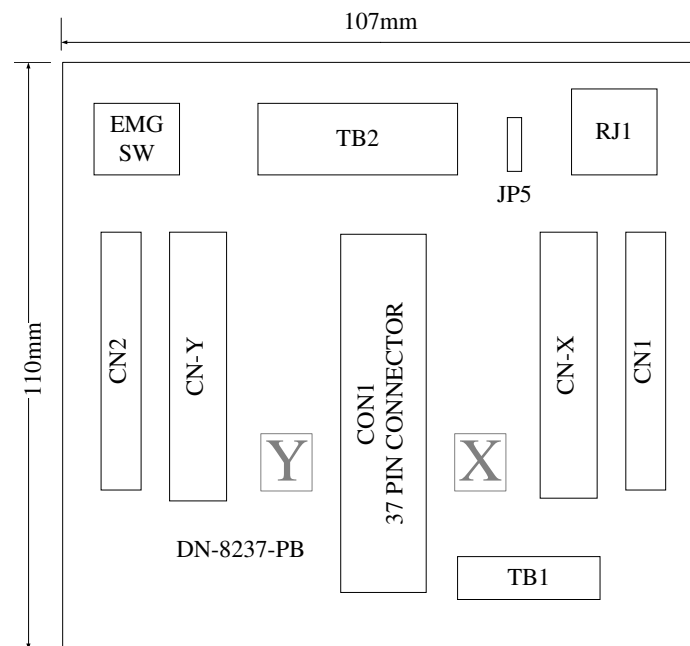 107mm
EMG
SW
TB2
RJ1
JP5
110mm
CN2
CN-Y
CON1
37 PIN CONNECTOR
CN-X
CN1
Y
X
DN-8237-PB
TB1